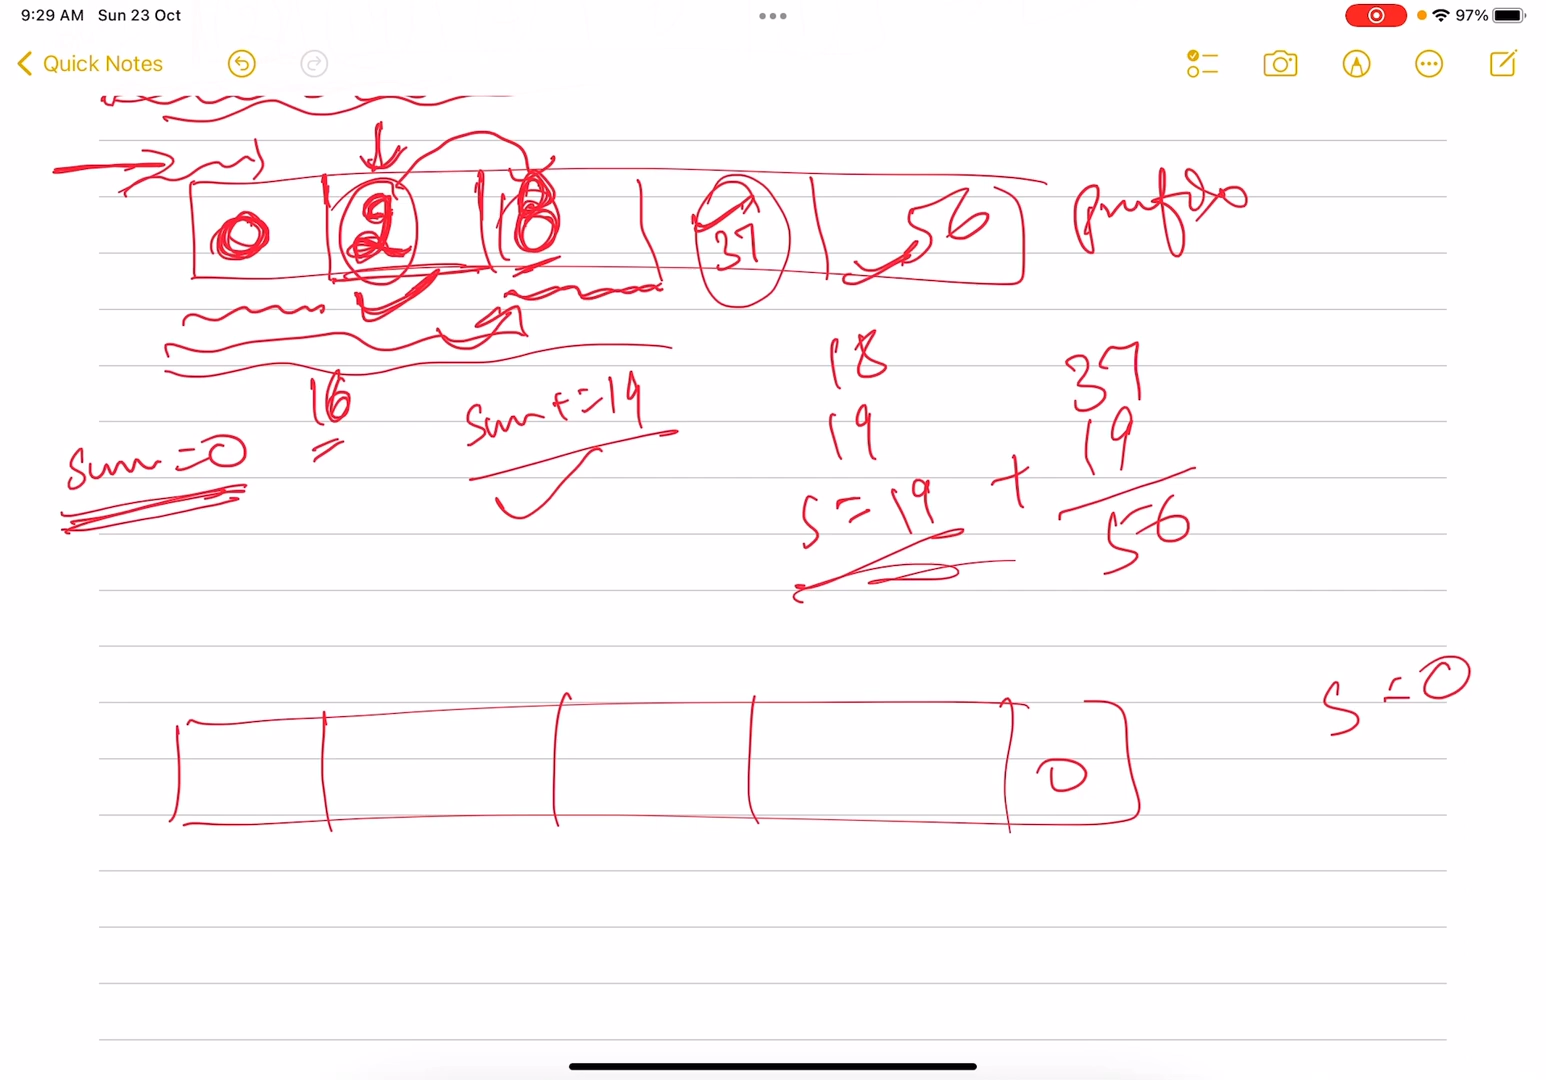 9:29 AM Sun 23 Oct
97%
Quick Notes
0 2 18 37 56 prefix
16
sum = 0
sum += 19
18
19
s = 19
37
+ 19
56
s = 0
0